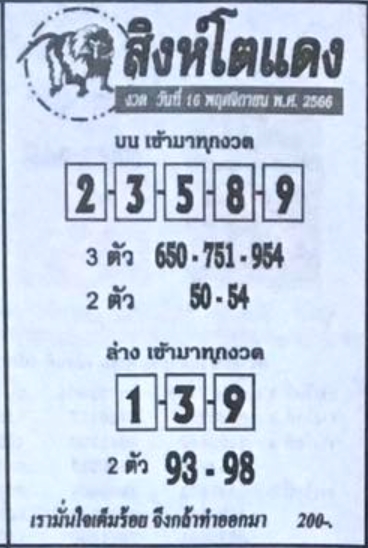 สิงห์โตแดง
งวด วันที่ 16 พฤศจิกายน พ.ศ. 2566
บน เข้ามาทุกงวด
2-3-5-8-9
3 ตัว 650 - 751 - 954
2 ตัว 50 - 54
ล่าง เข้ามาทุกงวด
1-3-9
2 ตัว 93 - 98
เรามั่นใจเต็มร้อย จึงกล้าทำออกมา 200-.